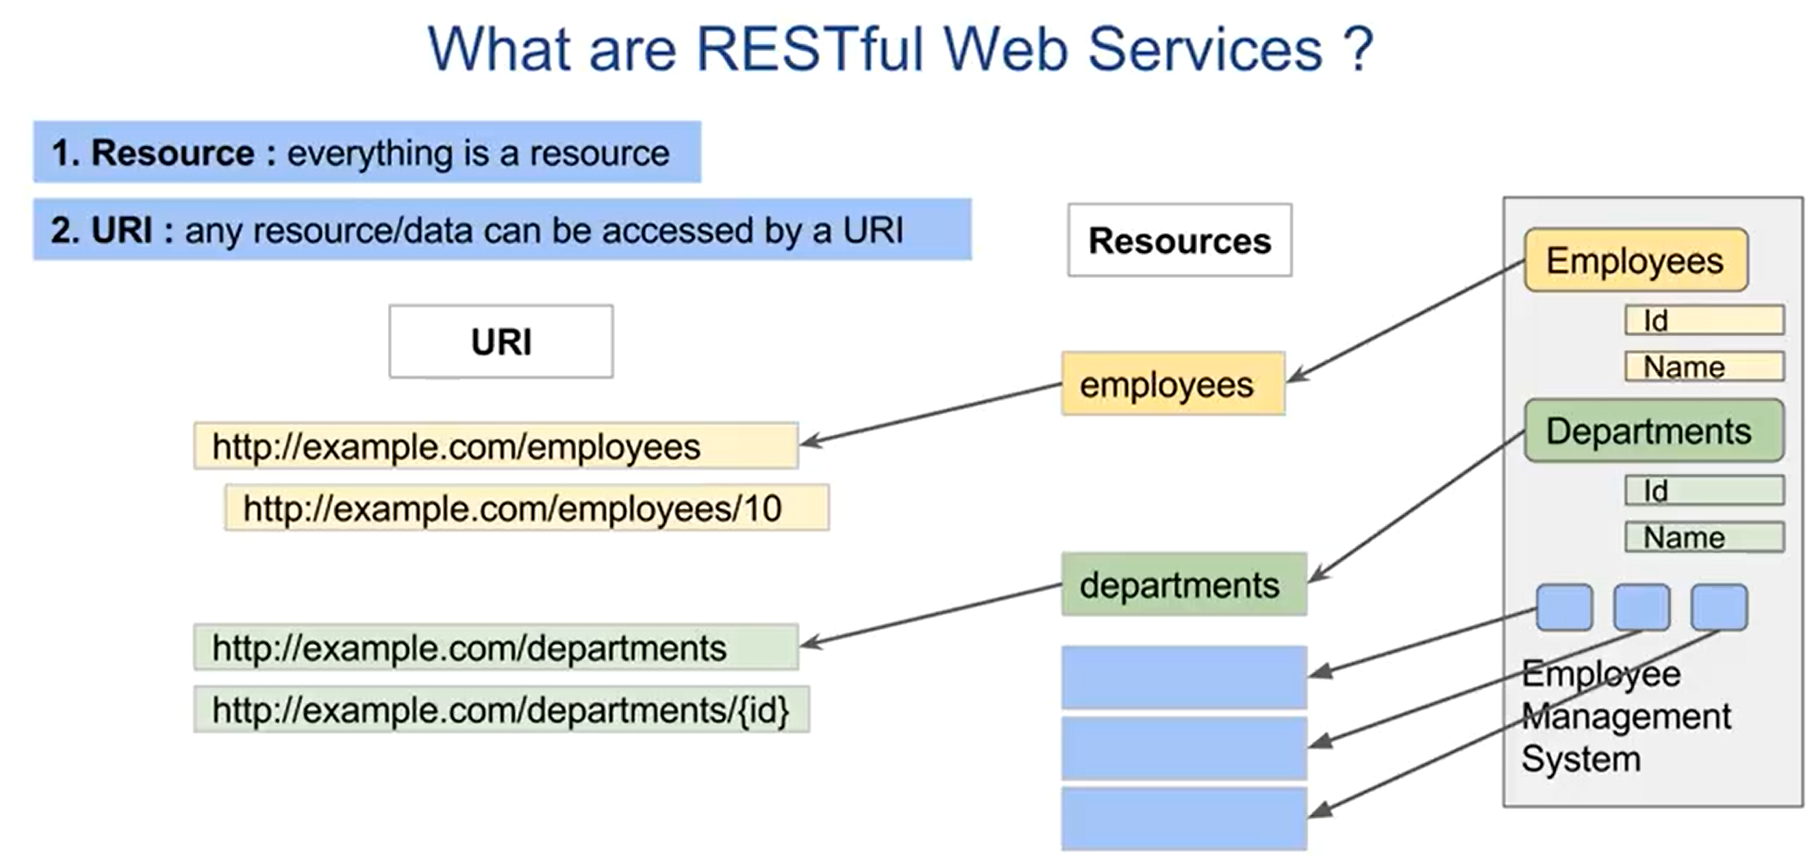 What are RESTful Web Services ?
1. Resource : everything is a resource
2. URI : any resource/data can be accessed by a URI
URI
http://example.com/employees
http://example.com/employees/10
http://example.com/departments
http://example.com/departments/{id}
Resources
employees
departments
Employees
Id
Name
Departments
Id
Name
Employee
Management
System